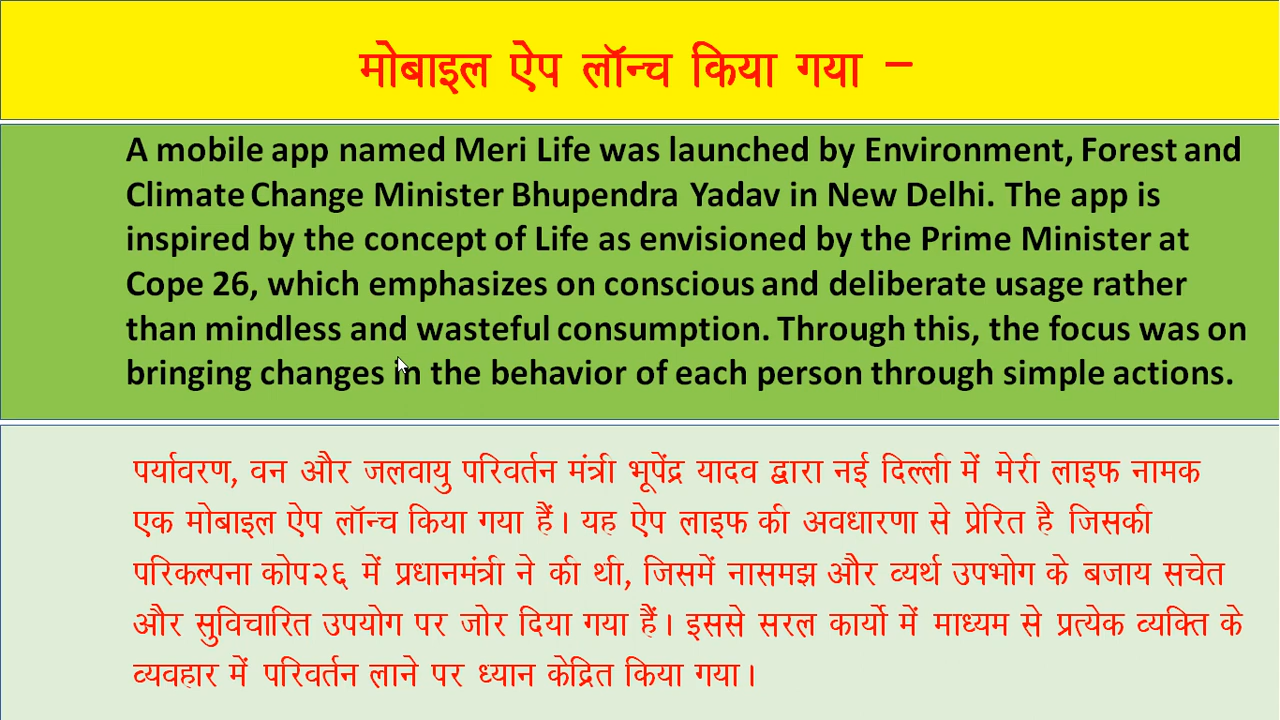 मोबाइल ऐप लॉन्च किया गया –
A mobile app named Meri Life was launched by Environment, Forest and
Climate Change Minister Bhupendra Yadav in New Delhi. The app is
inspired by the concept of Life as envisioned by the Prime Minister at
Cope 26, which emphasizes on conscious and deliberate usage rather
than mindless and wasteful consumption. Through this, the focus was on
bringing changes in the behavior of each person through simple actions.
पर्यावरण, वन और जलवायु परिवर्तन मंत्री भूपेंद्र यादव द्वारा नई दिल्ली में मेरी लाइफ नामक
एक मोबाइल ऐप लॉन्च किया गया हैं। यह ऐप लाइफ की अवधारणा से प्रेरित है जिसकी
परिकल्पना कोप२६ में प्रधानमंत्री ने की थी, जिसमें नासमझ और व्यर्थ उपभोग के बजाय सचेत
और सुविचारित उपयोग पर जोर दिया गया हैं। इससे सरल कार्यो में माध्यम से प्रत्येक व्यक्ति के
व्यवहार में परिवर्तन लाने पर ध्यान केद्रित किया गया।